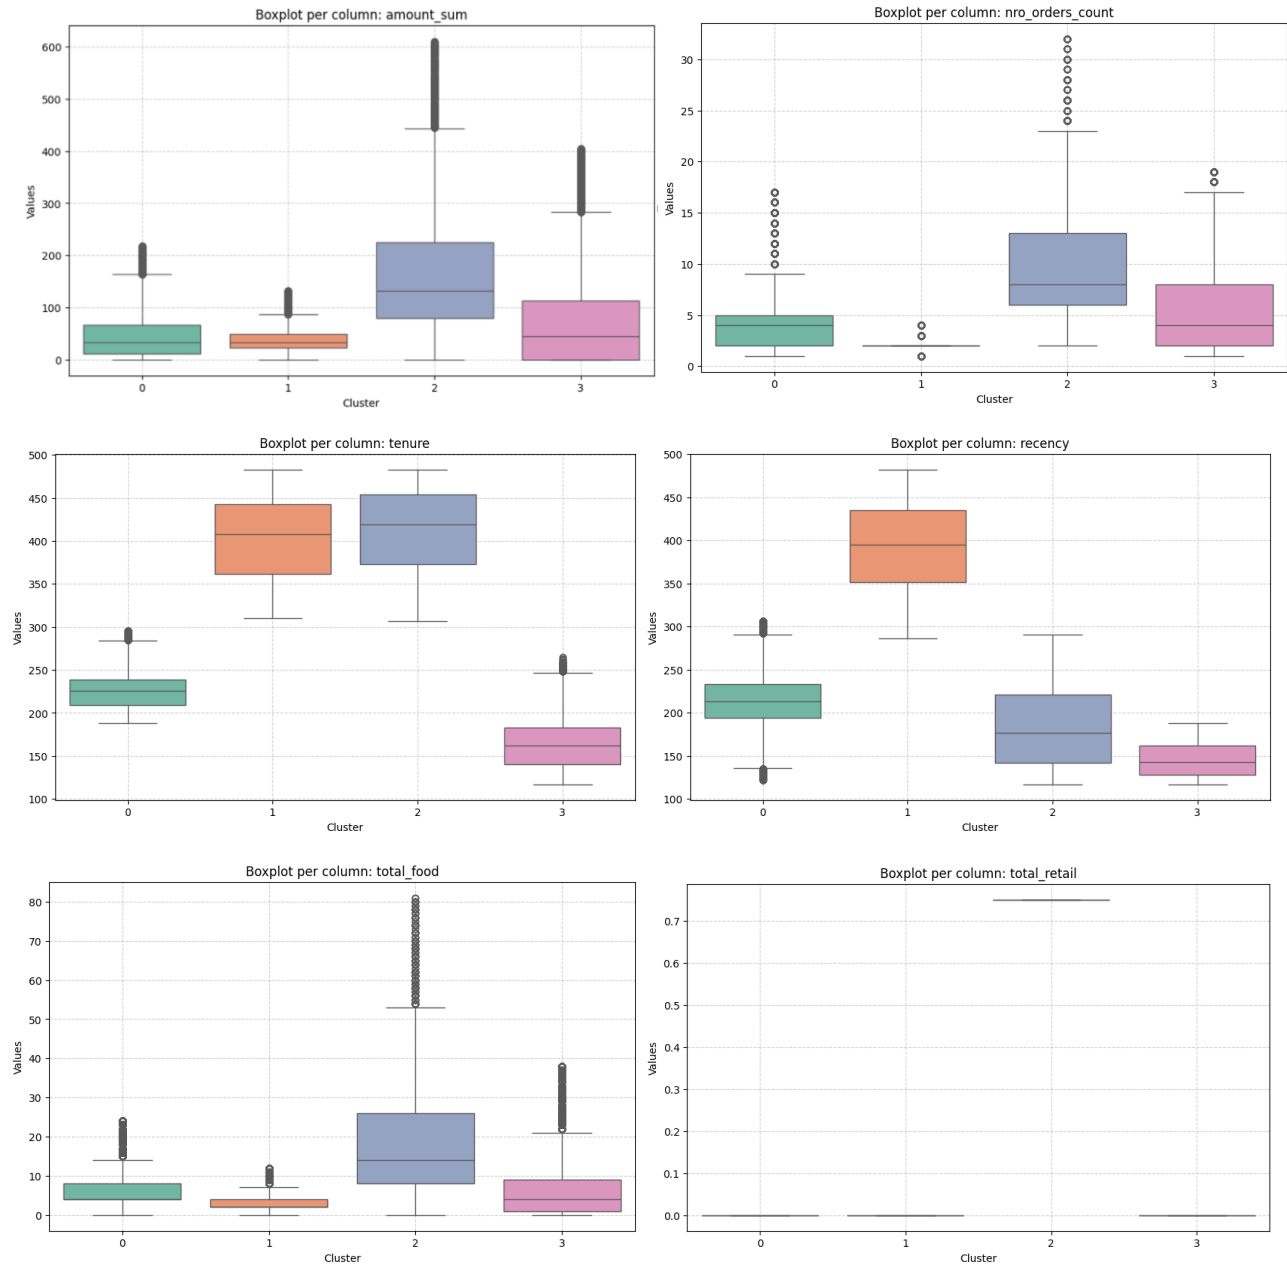 Boxplot per column: amount_sum
600
500
400
300
200
100
0
Values
0 1 2 3
Cluster
Boxplot per column: nro_orders_count
30
25
20
15
10
5
0
Values
0 1 2 3
Cluster
Boxplot per column: tenure
500
450
400
350
300
250
200
150
100
Values
0 1 2 3
Cluster
Boxplot per column: recency
500
450
400
350
300
250
200
150
100
Values
0 1 2 3
Cluster
Boxplot per column: total_food
80
70
60
50
40
30
20
10
0
Values
0 1 2 3
Cluster
Boxplot per column: total_retail
0.7
0.6
0.5
0.4
0.3
0.2
0.1
0.0
Values
0 1 2 3
Cluster